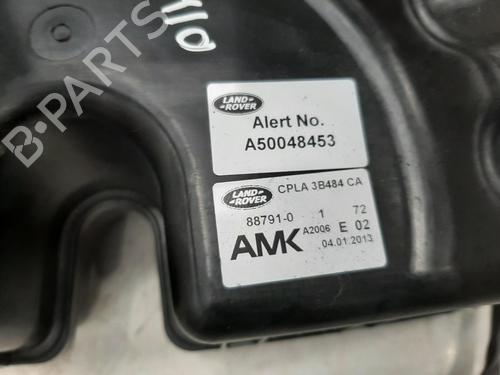 LAND-
ROVER
Alert No.
A50048453
LAND-
ROVER
CPLA 3B484 CA
88791-0 1 72
AMK A2006 E 02
04.01.2013